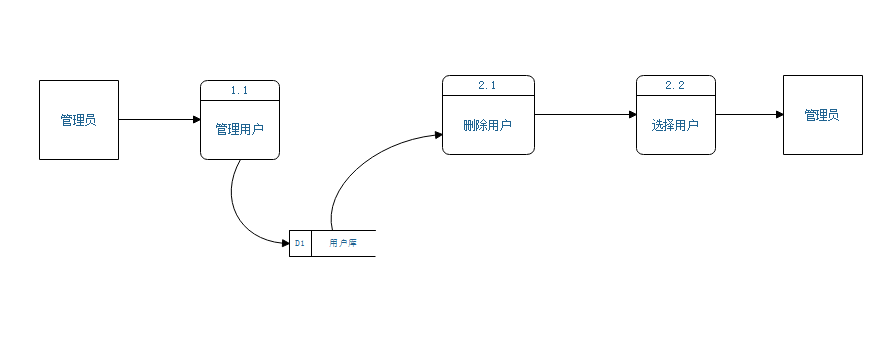 管理员
1.1
管理用户
D1
用户库
2.1
删除用户
2.2
选择用户
管理员